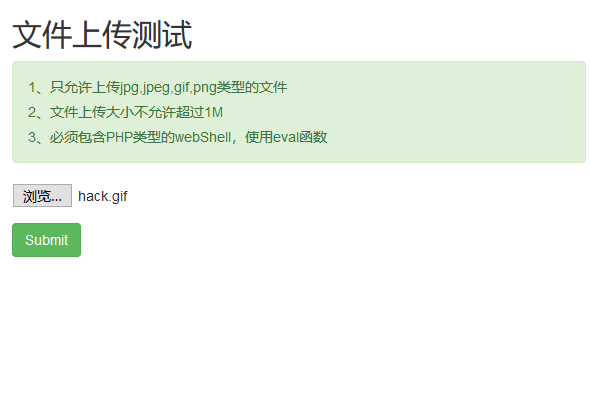 文件上传测试
1、只允许上传jpg,jpeg,gif,png类型的文件
2、文件上传大小不允许超过1M
3、必须包含PHP类型的webShell，使用eval函数
浏览... hack.gif
Submit